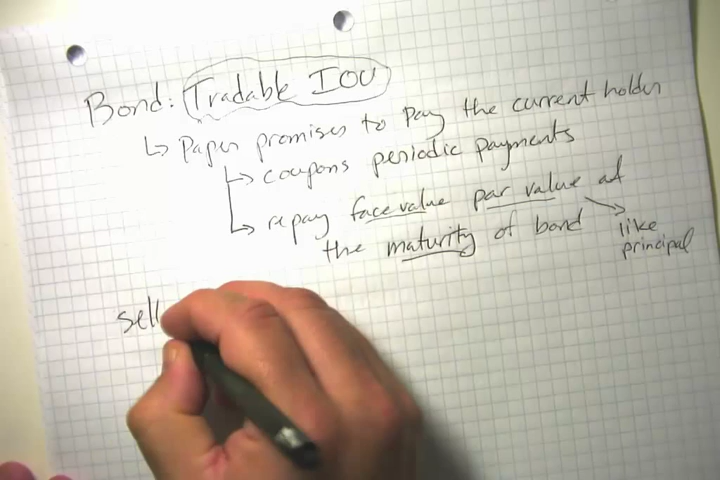 Bond: Tradable IOU
↳ Paper promises to pay the current holder
↳ coupons periodic payments
↳ repay face value par value at
the maturity of bond
like
principal
sell